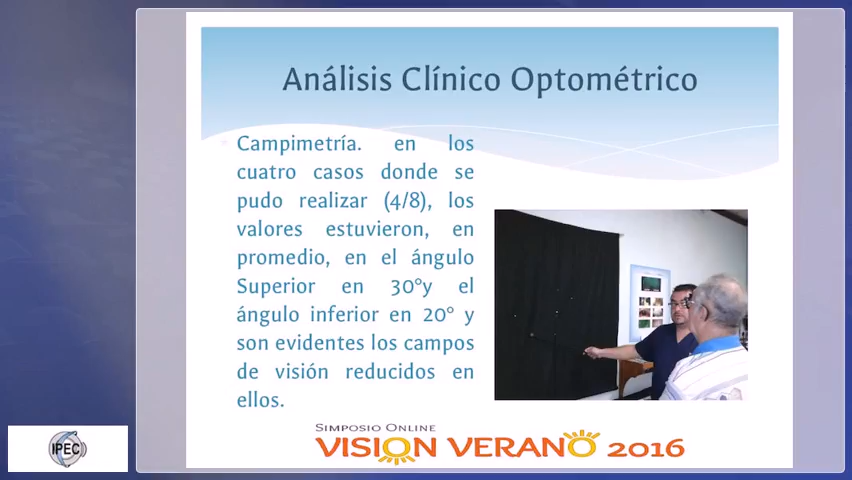 Análisis Clínico Optométrico
Campimetría. en los
cuatro casos donde se
pudo realizar (4/8), los
valores estuvieron, en
promedio, en el ángulo
Superior en 30°y el
ángulo inferior en 20° y
son evidentes los campos
de visión reducidos en
ellos.
SIMPOSIO ONLINE
VISION VERANO 2016
IPEC